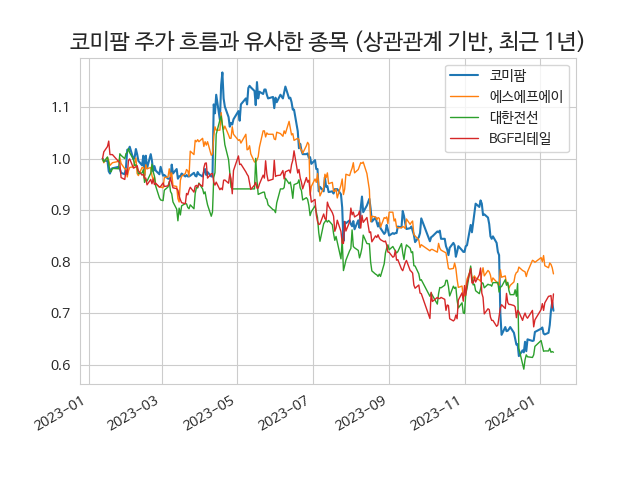 코미팜 주가 흐름과 유사한 종목 (상관관계 기반, 최근 1년)
코미팜
에스에프에이
대한전선
BGF리테일
1.1
1.0
0.9
0.8
0.7
0.6
2023-01
2023-03
2023-05
2023-07
2023-09
2023-11
2024-01